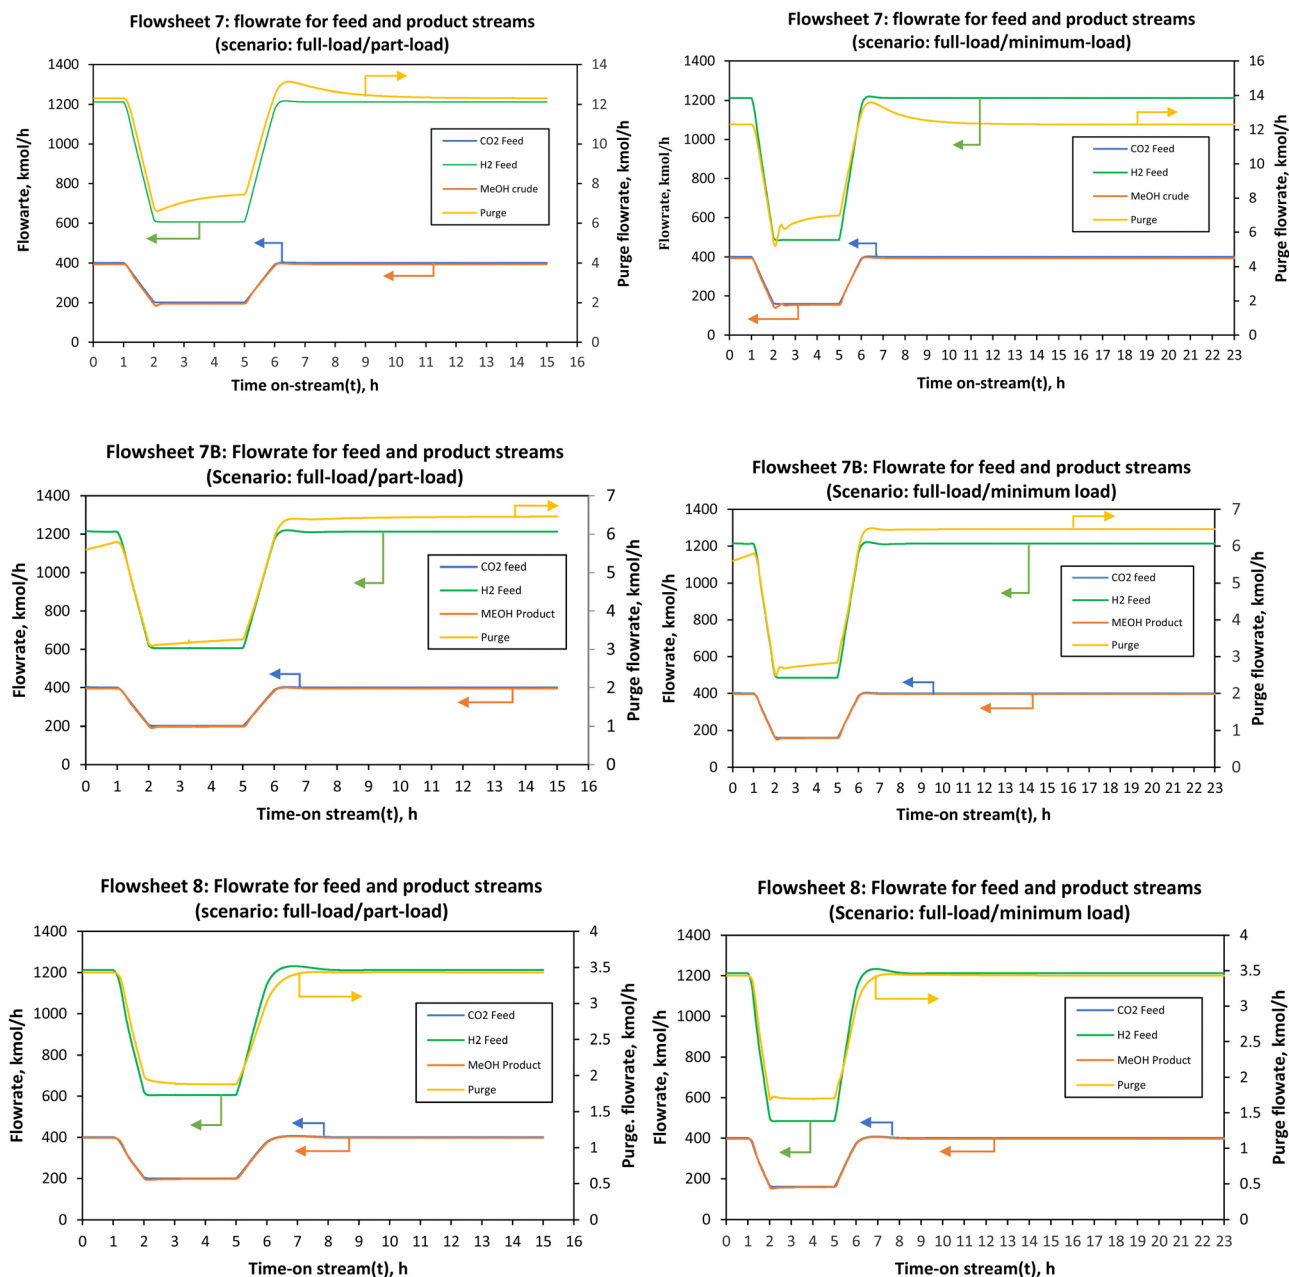 Flowsheet 7: flowrate for feed and product streams
(scenario: full-load/part-load)
1400
1200
1000
800
600
400
200
0
Flowarte, kmol/h
14
12
10
8
6
4
2
0
Purge flowrate, kmol/h
CO2 Feed
H2 Feed
MeOH crude
Purge
0 1 2 3 4 5 6 7 8 9 10 11 12 13 14 15 16
Time on-stream(t), h
Flowsheet 7: flowrate for feed and product streams
(scenario: full-load/minimum-load)
1400
1200
1000
800
600
400
200
0
Flowrate, kmol/h
16
14
12
10
8
6
4
2
0
Purge flowrate, kmol/h
CO2 Feed
H2 Feed
MeOH crude
Purge
0 1 2 3 4 5 6 7 8 9 10 11 12 13 14 15 16 17 18 19 20 21 22 23
Time on-stream(t), h
Flowsheet 7B: Flowrate for feed and product streams
(Scenario: full-load/part-load)
1400
1200
1000
800
600
400
200
0
Flowrate, kmol/h
7
6
5
4
3
2
1
0
Purge flowrate, kmol/h
CO2 feed
H2 Feed
MEOH Product
Purge
0 1 2 3 4 5 6 7 8 9 10 11 12 13 14 15 16
Time-on stream(t), h
Flowsheet 7B: Flowrate for feed and product streams
(Scenario: full-load/minimum load)
1400
1200
1000
800
600
400
200
0
Flowrate, kmol/h
7
6
5
4
3
2
1
0
Purge flowrate, kmol/h
CO2 feed
H2 Feed
MEOH Product
Purge
0 1 2 3 4 5 6 7 8 9 10 11 12 13 14 15 16 17 18 19 20 21 22 23
Time-on stream(t), h
Flowsheet 8: Flowrate for feed and product streams
(scenario: full-load/part-load)
1400
1200
1000
800
600
400
200
0
Flowrate, kmol/h
4
3.5
3
2.5
2
1.5
1
0.5
0
Purge. flowrate, kmol/h
CO2 Feed
H2 Feed
MeOH Product
Purge
0 1 2 3 4 5 6 7 8 9 10 11 12 13 14 15 16
Time-on stream(t), h
Flowsheet 8: Flowrate for feed and product streams
(Scenario: full-load/minimum load)
1400
1200
1000
800
600
400
200
0
Flowrate, kmol/h
4
3.5
3
2.5
2
1.5
1
0.5
0
Purge flowate, kmol/h
CO2 Feed
H2 Feed
MeOH Product
Purge
0 1 2 3 4 5 6 7 8 9 10 11 12 13 14 15 16 17 18 19 20 21 22 23
Time-on stream(t), h